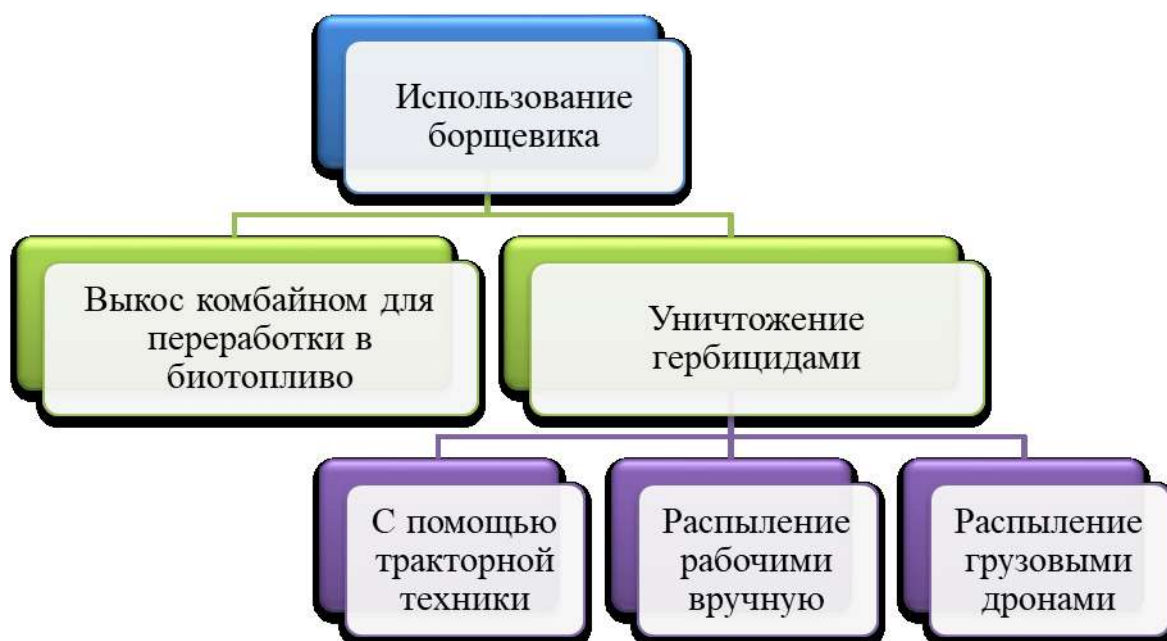 Использование
борщевика
Выкос комбайном для
переработки в
биотопливо
Уничтожение
гербицидами
С помощью
тракторной
техники
Распыление
рабочими
вручную
Распыление
грузовыми
дронами